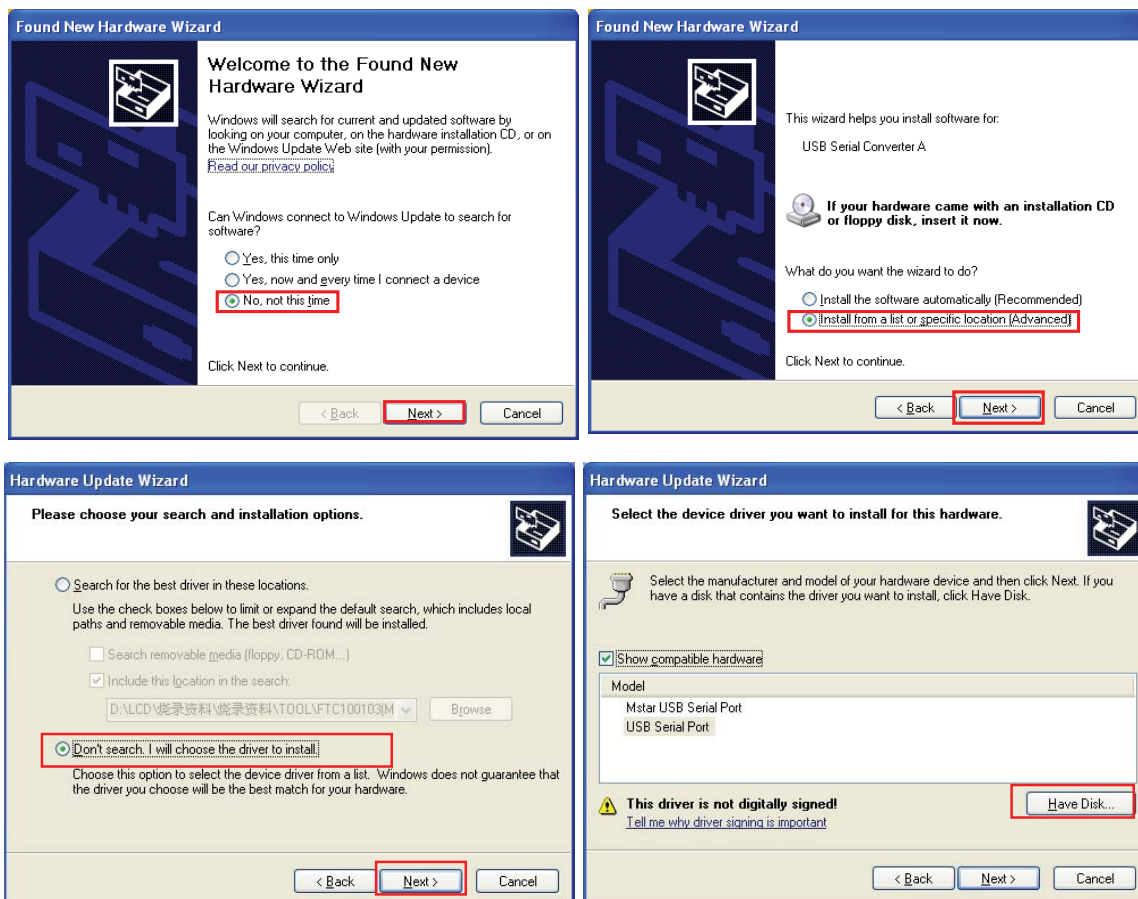 Found New Hardware Wizard
Welcome to the Found New
Hardware Wizard
Windows will search for current and updated software by
looking on your computer, on the hardware installation CD, or on
the Windows Update Web site (with your permission).
Read our privacy policy
Can Windows connect to Windows Update to search for
software?
Yes, this time only
Yes, now and every time I connect a device
No, not this time
Click Next to continue.
< Back
Next >
Cancel
Found New Hardware Wizard
This wizard helps you install software for:
USB Serial Converter A
If your hardware came with an installation CD
or floppy disk, insert it now.
What do you want the wizard to do?
Install the software automatically (Recommended)
Install from a list or specific location (Advanced)
Click Next to continue.
< Back
Next >
Cancel
Hardware Update Wizard
Please choose your search and installation options.
Search for the best driver in these locations.
Use the check boxes below to limit or expand the default search, which includes local
paths and removable media. The best driver found will be installed.
Search removable media (floppy, CD-ROM...)
Include this location in the search:
D:\LCD\烧录资料\烧录资料\TOOL\FTC100103(M
Browse
Don't search. I will choose the driver to install.
Choose this option to select the device driver from a list. Windows does not guarantee that
the driver you choose will be the best match for your hardware.
< Back
Next >
Cancel
Hardware Update Wizard
Select the device driver you want to install for this hardware.
Select the manufacturer and model of your hardware device and then click Next. If you
have a disk that contains the driver you want to install, click Have Disk.
Show compatible hardware
Model
Mstar USB Serial Port
USB Serial Port
This driver is not digitally signed!
Tell me why driver signing is important
Have Disk...
< Back
Next >
Cancel